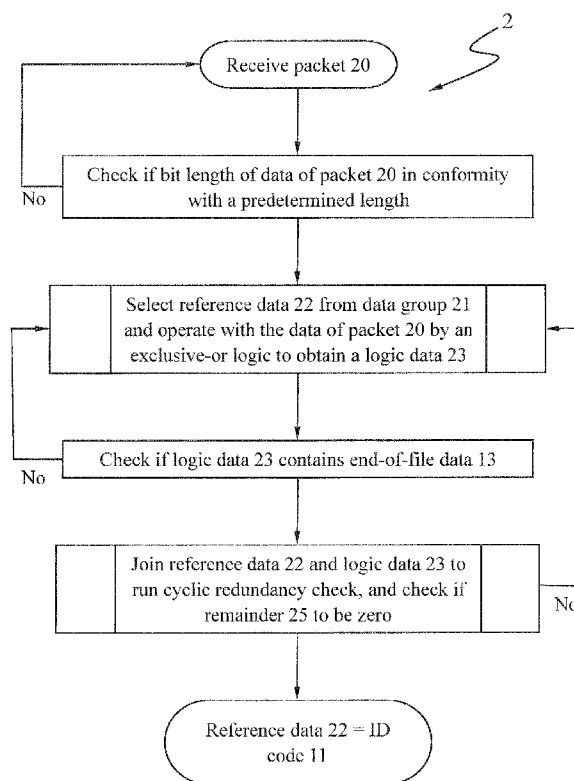 2
Receive packet 20
Check if bit length of data of packet 20 in conformity
with a predetermined length
No
Select reference data 22 from data group 21
and operate with the data of packet 20 by an
exclusive-or logic to obtain a logic data 23
Check if logic data 23 contains end-of-file data 13
No
Join reference data 22 and logic data 23 to
run cyclic redundancy check, and check if
remainder 25 to be zero
No
Reference data 22 = ID
code 11